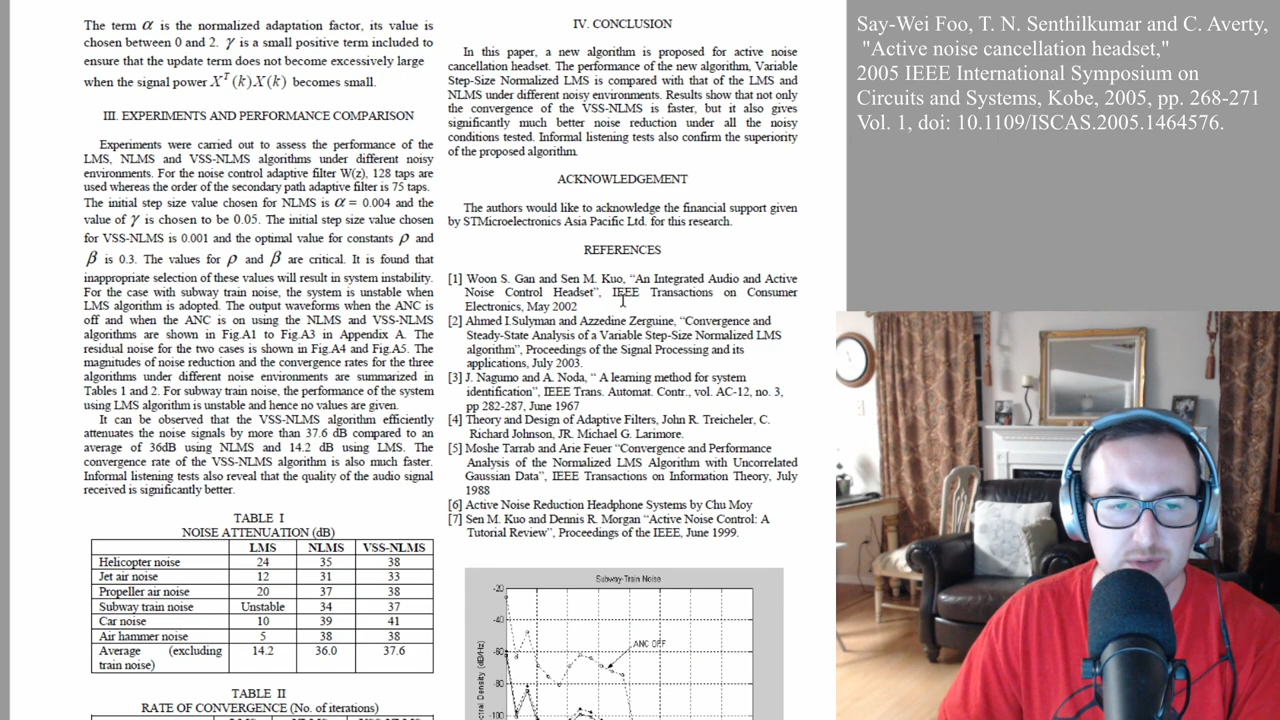 The term α is the normalized adaptation factor, its value is
chosen between 0 and 2. γ is a small positive term included to
ensure that the update term does not become excessively large
when the signal power X^T(k)X(k) becomes small.
III. EXPERIMENTS AND PERFORMANCE COMPARISON
Experiments were carried out to assess the performance of the
LMS, NLMS and VSS-NLMS algorithms under different noisy
environments. For the noise control adaptive filter W(z), 128 taps are
used whereas the order of the secondary path adaptive filter is 75 taps.
The initial step size value chosen for NLMS is α = 0.004 and the
value of γ is chosen to be 0.05. The initial step size value chosen
for VSS-NLMS is 0.001 and the optimal value for constants ρ and
β is 0.3. The values for ρ and β are critical. It is found that
inappropriate selection of these values will result in system instability.
For the case with subway train noise, the system is unstable when
LMS algorithm is adopted. The output waveforms when the ANC is
off and when the ANC is on using the NLMS and VSS-NLMS
algorithms are shown in Fig.A1 to Fig.A3 in Appendix A. The
residual noise for the two cases is shown in Fig.A4 and Fig.A5. The
magnitudes of noise reduction and the convergence rates for the three
algorithms under different noise environments are summarized in
Tables 1 and 2. For subway train noise, the performance of the system
using LMS algorithm is unstable and hence no values are given.
It can be observed that the VSS-NLMS algorithm efficiently
attenuates the noise signals by more than 37.6 dB compared to an
average of 36dB using NLMS and 14.2 dB using LMS. The
convergence rate of the VSS-NLMS algorithm is also much faster.
Informal listening tests also reveal that the quality of the audio signal
received is significantly better.
TABLE I
NOISE ATTENUATION (dB)
LMS NLMS VSS-NLMS
Helicopter noise 24 35 38
Jet air noise 12 31 33
Propeller air noise 20 37 38
Subway train noise Unstable 34 37
Car noise 10 39 41
Air hammer noise 5 38 38
Average (excluding 14.2 36.0 37.6
train noise)
TABLE II
RATE OF CONVERGENCE (No. of iterations)
IV. CONCLUSION
In this paper, a new algorithm is proposed for active noise
cancellation headset. The performance of the new algorithm, Variable
Step-Size Normalized LMS is compared with that of the LMS and
NLMS under different noisy environments. Results show that not only
the convergence of the VSS-NLMS is faster, but it also gives
significantly much better noise reduction under all the noisy
conditions tested. Informal listening tests also confirm the superiority
of the proposed algorithm.
ACKNOWLEDGEMENT
The authors would like to acknowledge the financial support given
by STMicroelectronics Asia Pacific Ltd. for this research.
REFERENCES
[1] Woon S. Gan and Sen M. Kuo, “An Integrated Audio and Active
Noise Control Headset”, IEEE Transactions on Consumer
Electronics, May 2002
[2] Ahmed I.Sulyman and Azzedine Zerguine, “Convergence and
Steady-State Analysis of a Variable Step-Size Normalized LMS
algorithm”, Proceedings of the Signal Processing and its
applications, July 2003.
[3] J. Nagumo and A. Noda, “ A learning method for system
identification”, IEEE Trans. Automat. Contr., vol. AC-12, no. 3,
pp 282-287, June 1967
[4] Theory and Design of Adaptive Filters, John R. Treicheler, C.
Richard Johnson, JR. Michael G. Larimore.
[5] Moshe Tarrab and Arie Feuer “Convergence and Performance
Analysis of the Normalized LMS Algorithm with Uncorrelated
Gaussian Data”, IEEE Transactions on Information Theory, July
1988
[6] Active Noise Reduction Headphone Systems by Chu Moy
[7] Sen M. Kuo and Dennis R. Morgan “Active Noise Control: A
Tutorial Review”, Proceedings of the IEEE, June 1999.
Subway-Train Noise
-20
-40
ANC OFF
-60
-80
-100
ctral Density (dB/Hz)
Say-Wei Foo, T. N. Senthilkumar and C. Averty,
"Active noise cancellation headset,"
2005 IEEE International Symposium on
Circuits and Systems, Kobe, 2005, pp. 268-271
Vol. 1, doi: 10.1109/ISCAS.2005.1464576.